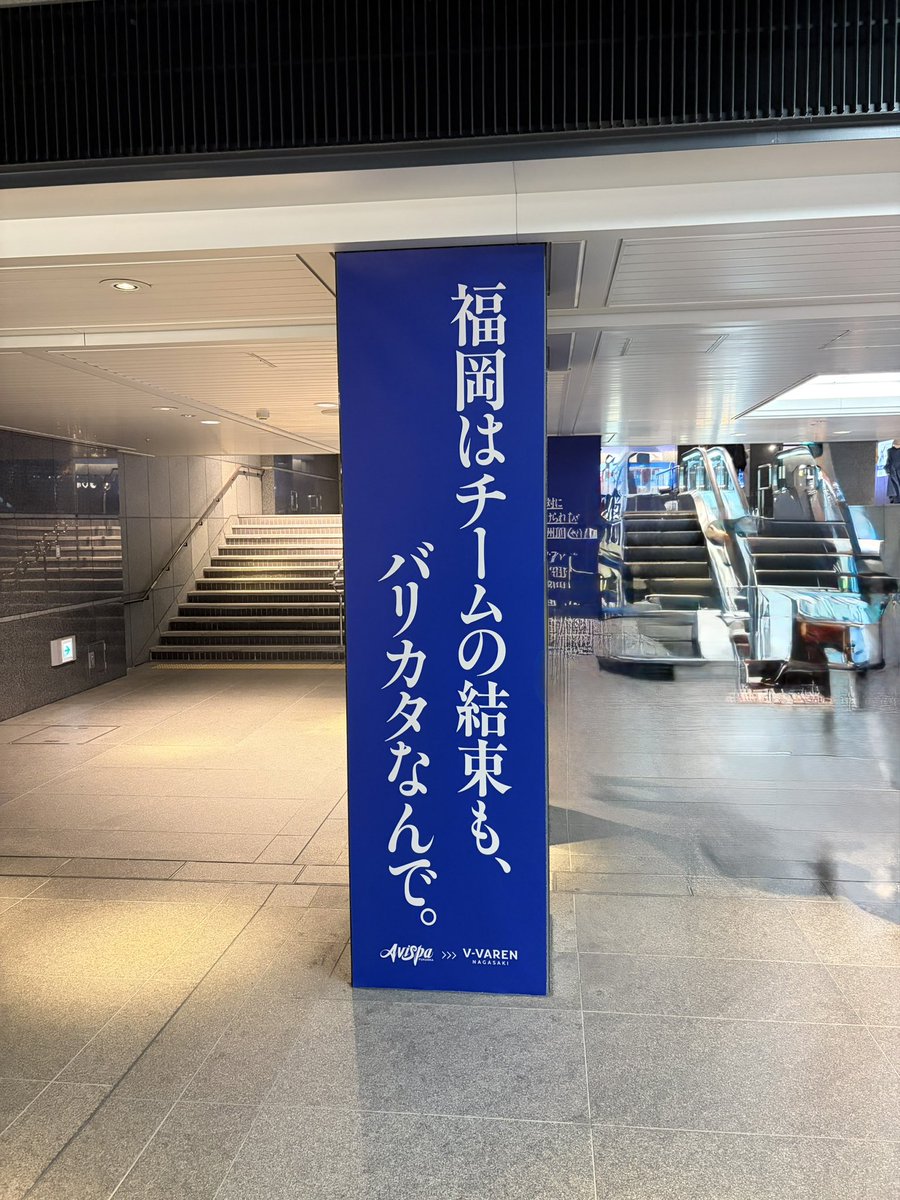 福岡はチームの結束も、
バリカタなんで。
Avispa
FUKUOKA
>>> V-VAREN
NAGASAKI